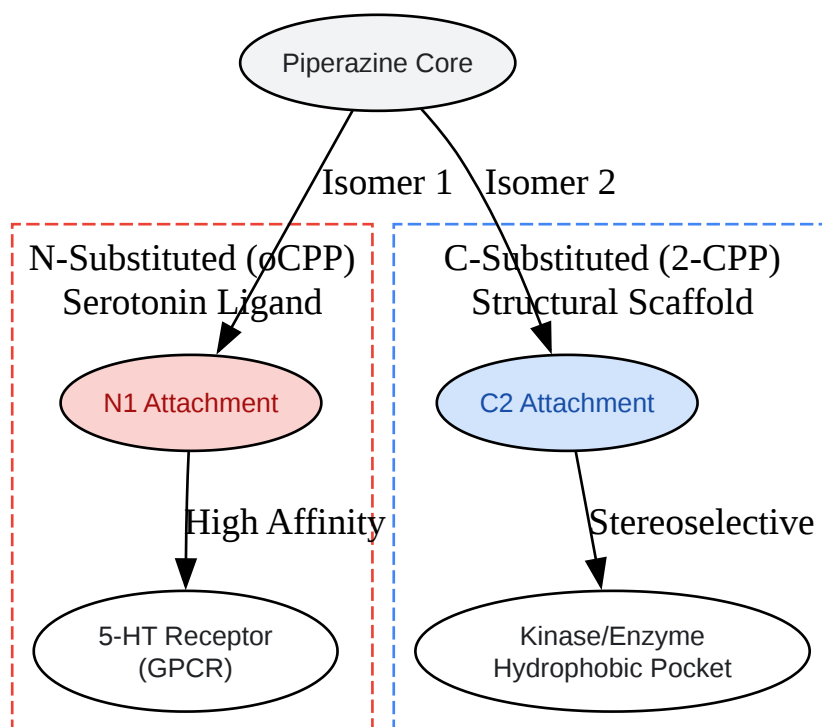 Piperazine Core
Isomer 1
Isomer 2
N-Substituted (oCPP)
Serotonin Ligand
C-Substituted (2-CPP)
Structural Scaffold
N1 Attachment
C2 Attachment
High Affinity
Stereoselective
5-HT Receptor
(GPCR)
Kinase/Enzyme
Hydrophobic Pocket